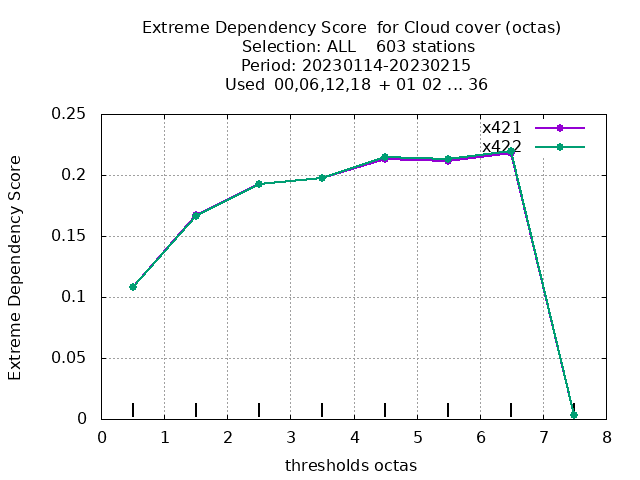 Extreme Dependency Score  for Cloud cover (octas)
Selection: ALL    603 stations
Period: 20230114-20230215
Used  00,06,12,18  + 01 02 ... 36
x421
x422
Extreme Dependency Score
0.25
0.2
0.15
0.1
0.05
0
0 1 2 3 4 5 6 7 8
thresholds octas